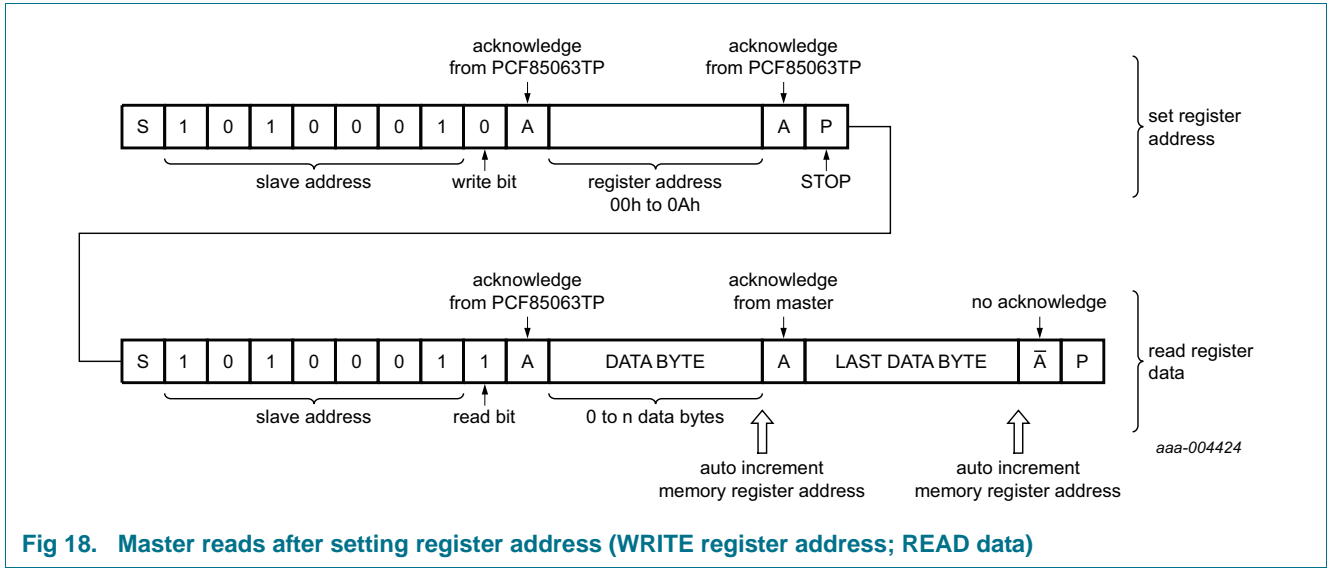 acknowledge
from PCF85063TP
acknowledge
from PCF85063TP
S 1 0 1 0 0 0 1 0 A A P
set register
address
slave address
write bit
register address
00h to 0Ah
STOP
acknowledge
from PCF85063TP
acknowledge
from master
no acknowledge
S 1 0 1 0 0 0 1 1 A DATA BYTE A LAST DATA BYTE A̅ P
read register
data
slave address
read bit
0 to n data bytes
auto increment
memory register address
auto increment
memory register address
aaa-004424
Fig 18. Master reads after setting register address (WRITE register address; READ data)